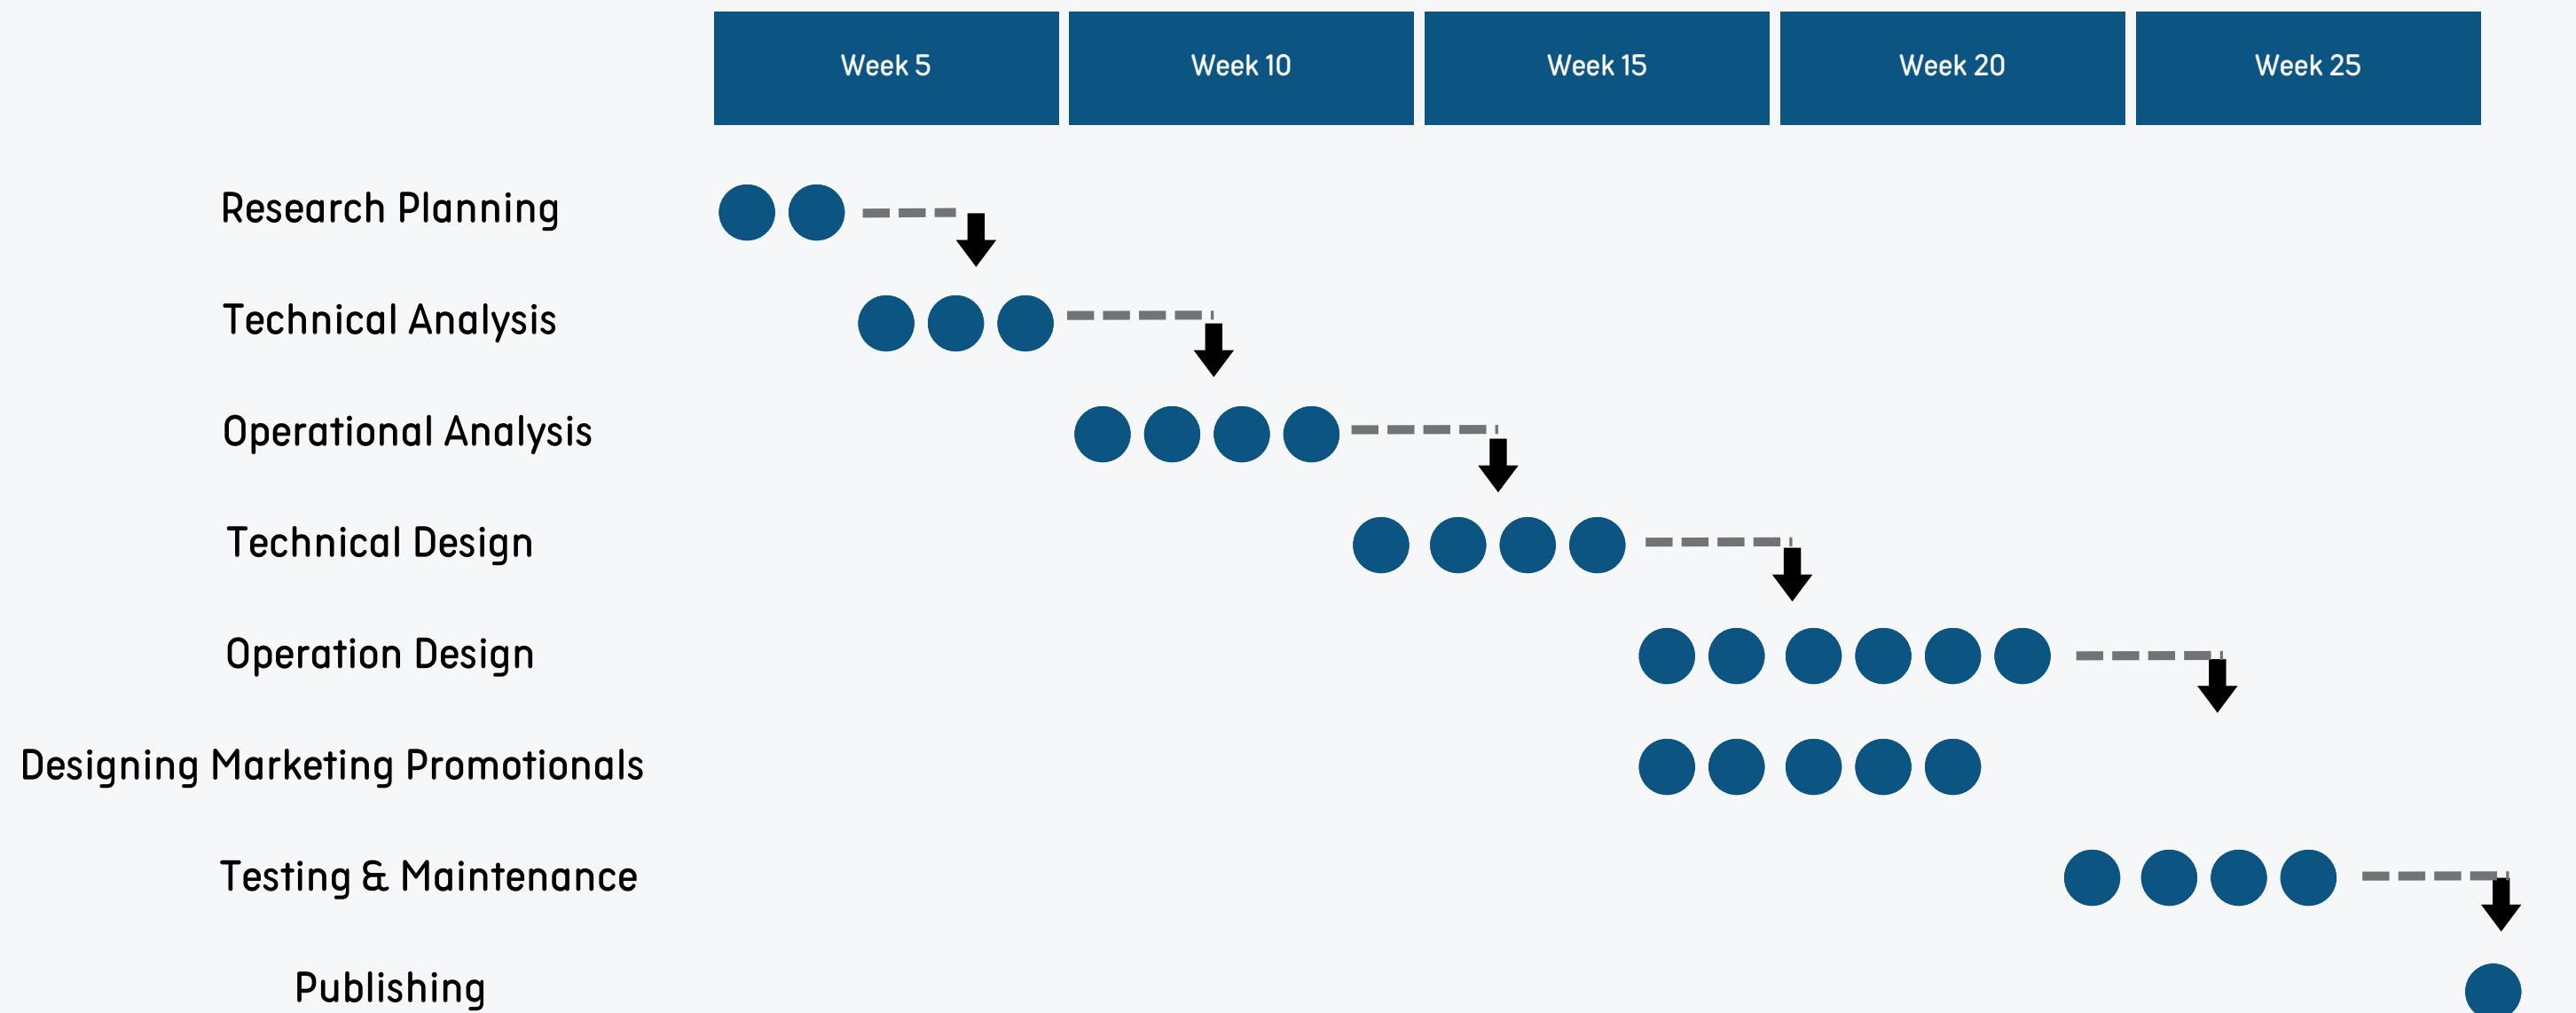 Week 5
Week 10
Week 15
Week 20
Week 25
Research Planning
Technical Analysis
Operational Analysis
Technical Design
Operation Design
Designing Marketing Promotionals
Testing & Maintenance
Publishing